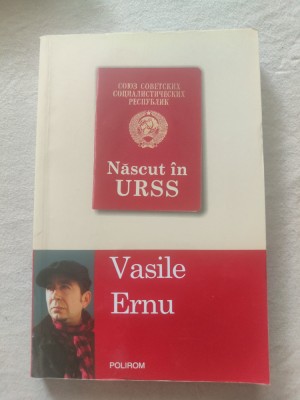 СОЮЗ СОВЕТСКИХ
СОЦИАЛИСТИЧЕСКИХ
РЕСПУБЛИК
Născut în
URSS
Vasile
Ernu
POLIROM